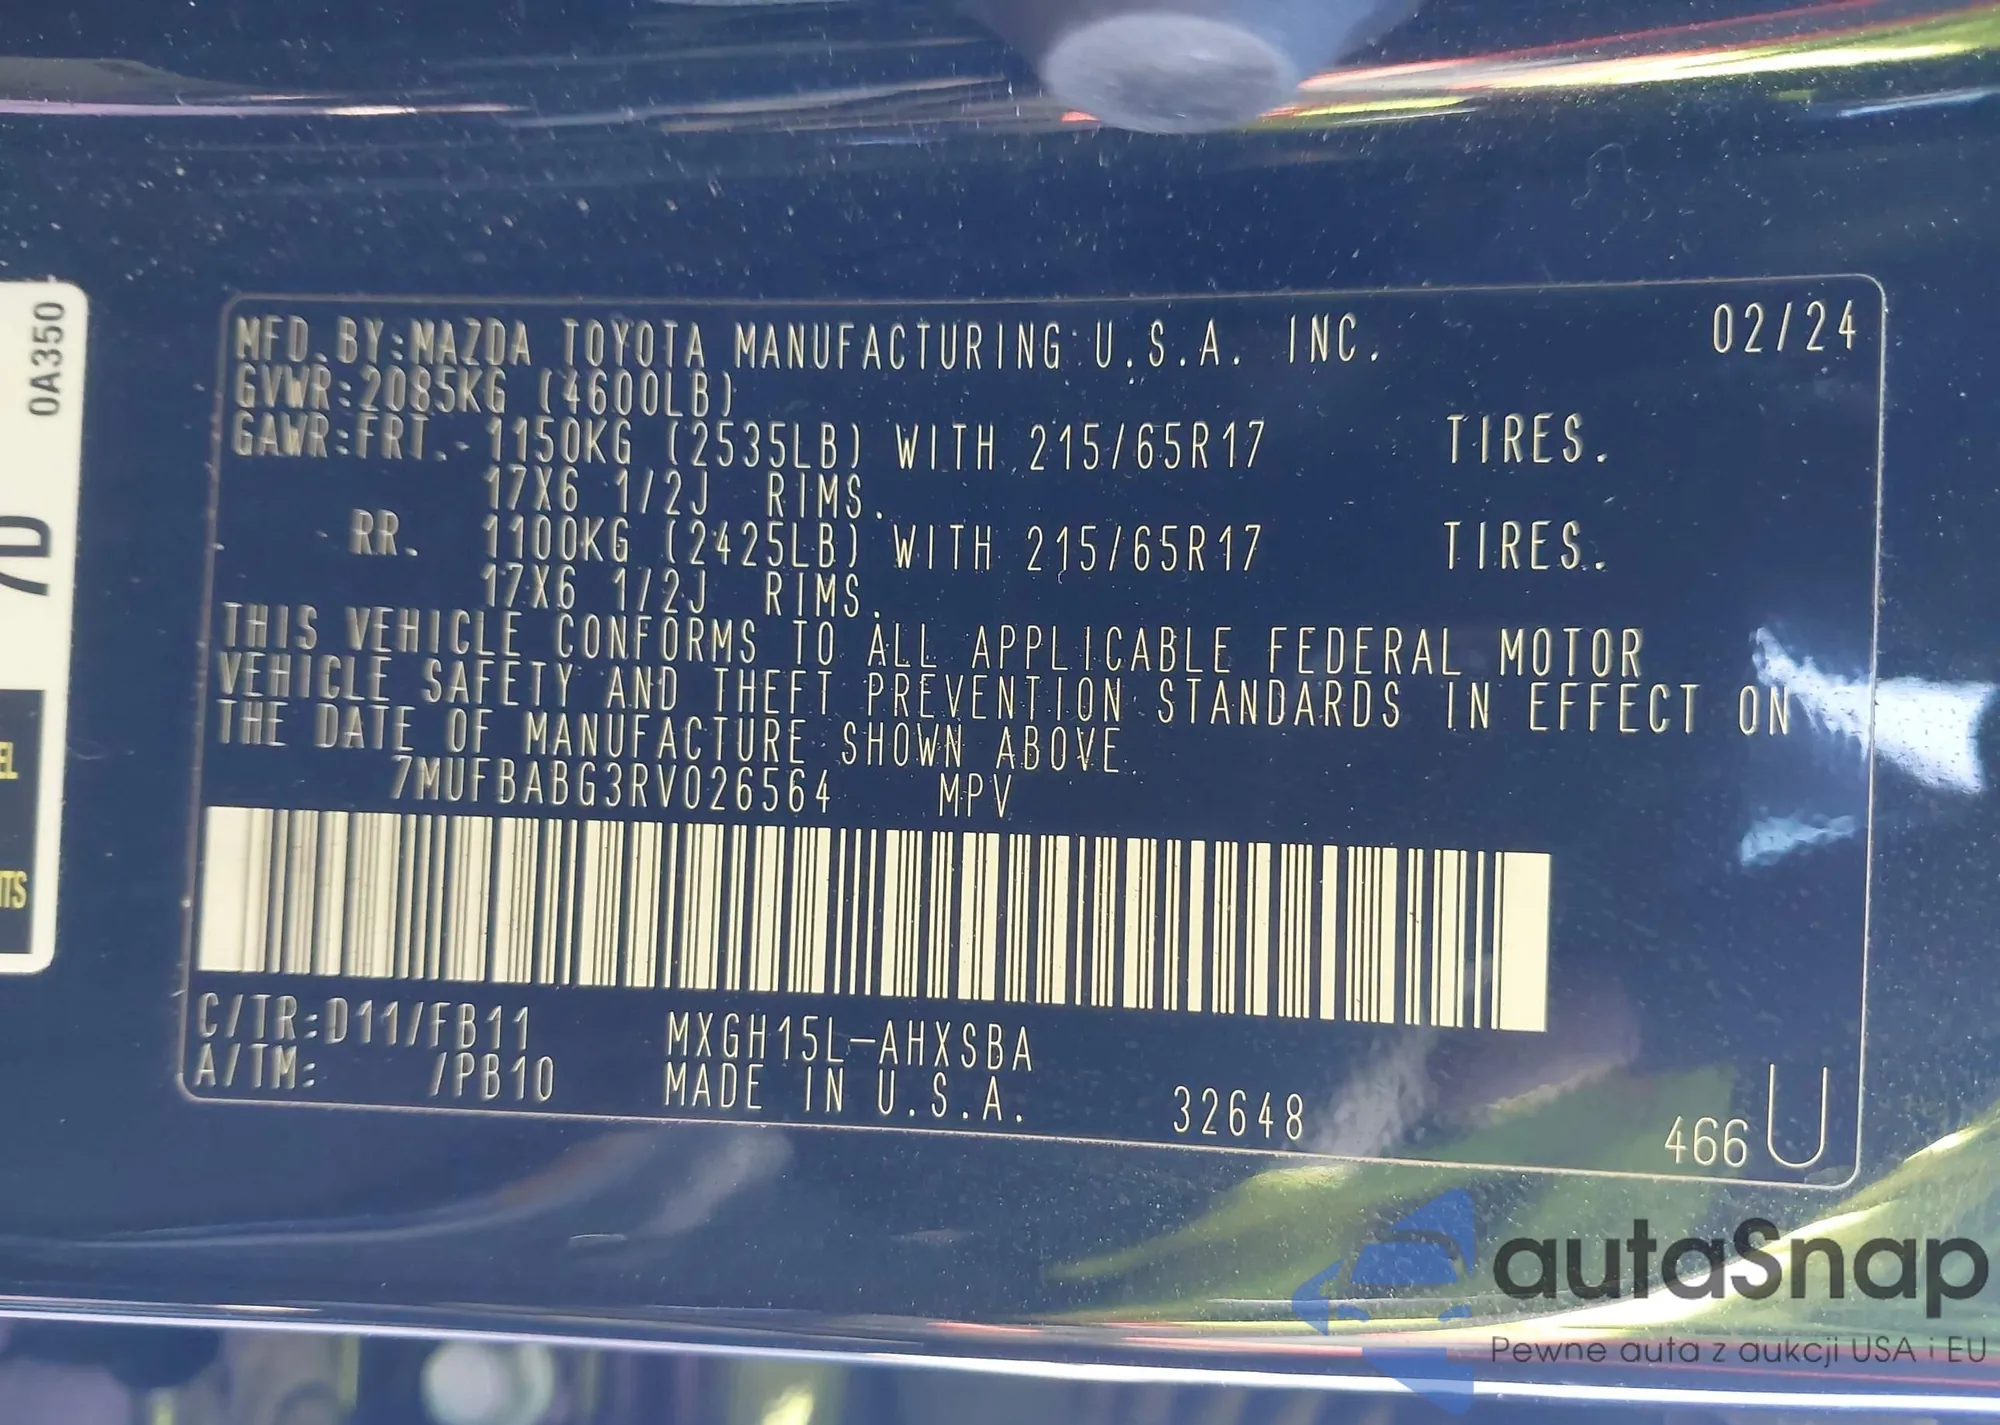 0A350
7D
EL
TS
MFD.BY:MAZDA TOYOTA MANUFACTURING U.S.A. INC. 02/24
GVWR:2085KG (4600LB)
GAWR:FRT. 1150KG (2535LB) WITH 215/65R17 TIRES.
17X6 1/2J RIMS.
RR. 1100KG (2425LB) WITH 215/65R17 TIRES.
17X6 1/2J RIMS.
THIS VEHICLE CONFORMS TO ALL APPLICABLE FEDERAL MOTOR
VEHICLE SAFETY AND THEFT PREVENTION STANDARDS IN EFFECT ON
THE DATE OF MANUFACTURE SHOWN ABOVE.
7MUFBABG3RV026564 MPV
C/TR:D11/FB11 MXGH15L-AHXSBA
A/TM: /PB10 MADE IN U.S.A. 32648 466 U
autaSnap
Pewne auta z aukcji USA i EU